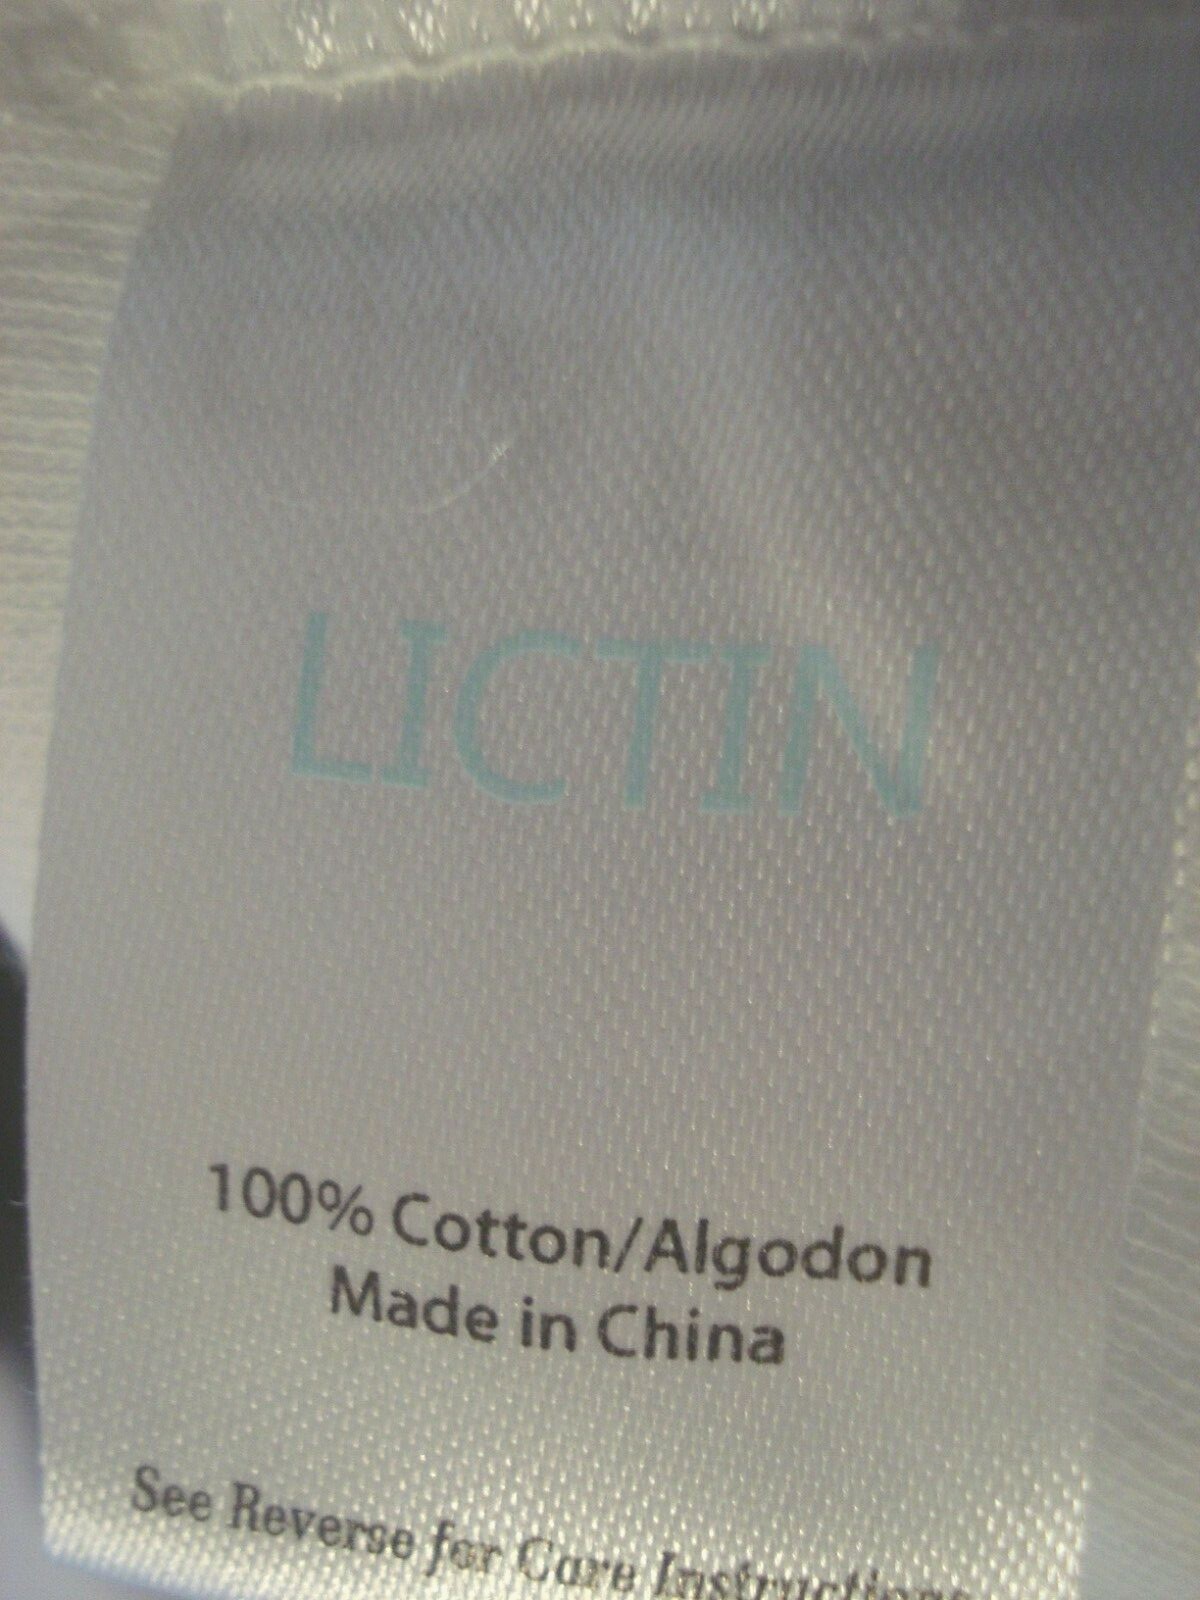 LICTIN
100% Cotton/Algodon
Made in China
See Reverse for Care Instructions